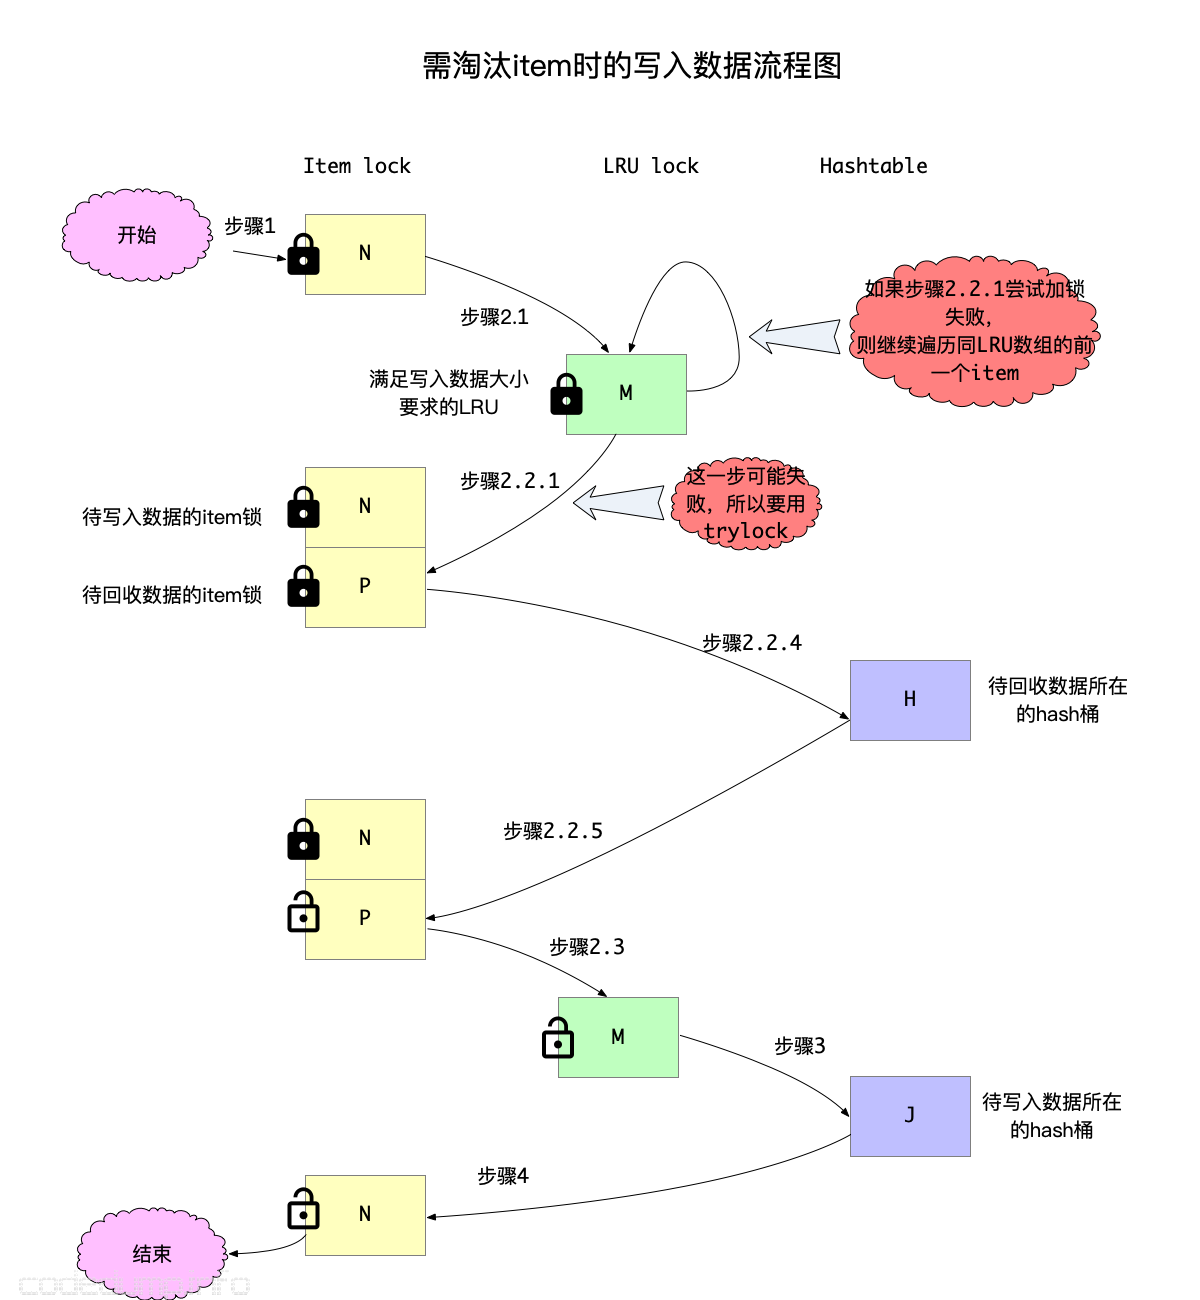 需淘汰item时的写入数据流程图
Item lock
LRU lock
Hashtable
开始
步骤1
N
步骤2.1
如果步骤2.2.1尝试加锁
失败，
则继续遍历同LRU数组的前
一个item
满足写入数据大小
要求的LRU
M
步骤2.2.1
这一步可能失
败，所以要用
trylock
待写入数据的item锁
N
待回收数据的item锁
P
步骤2.2.4
H
待回收数据所在
的hash桶
步骤2.2.5
N
P
步骤2.3
M
步骤3
J
待写入数据所在
的hash桶
步骤4
N
结束